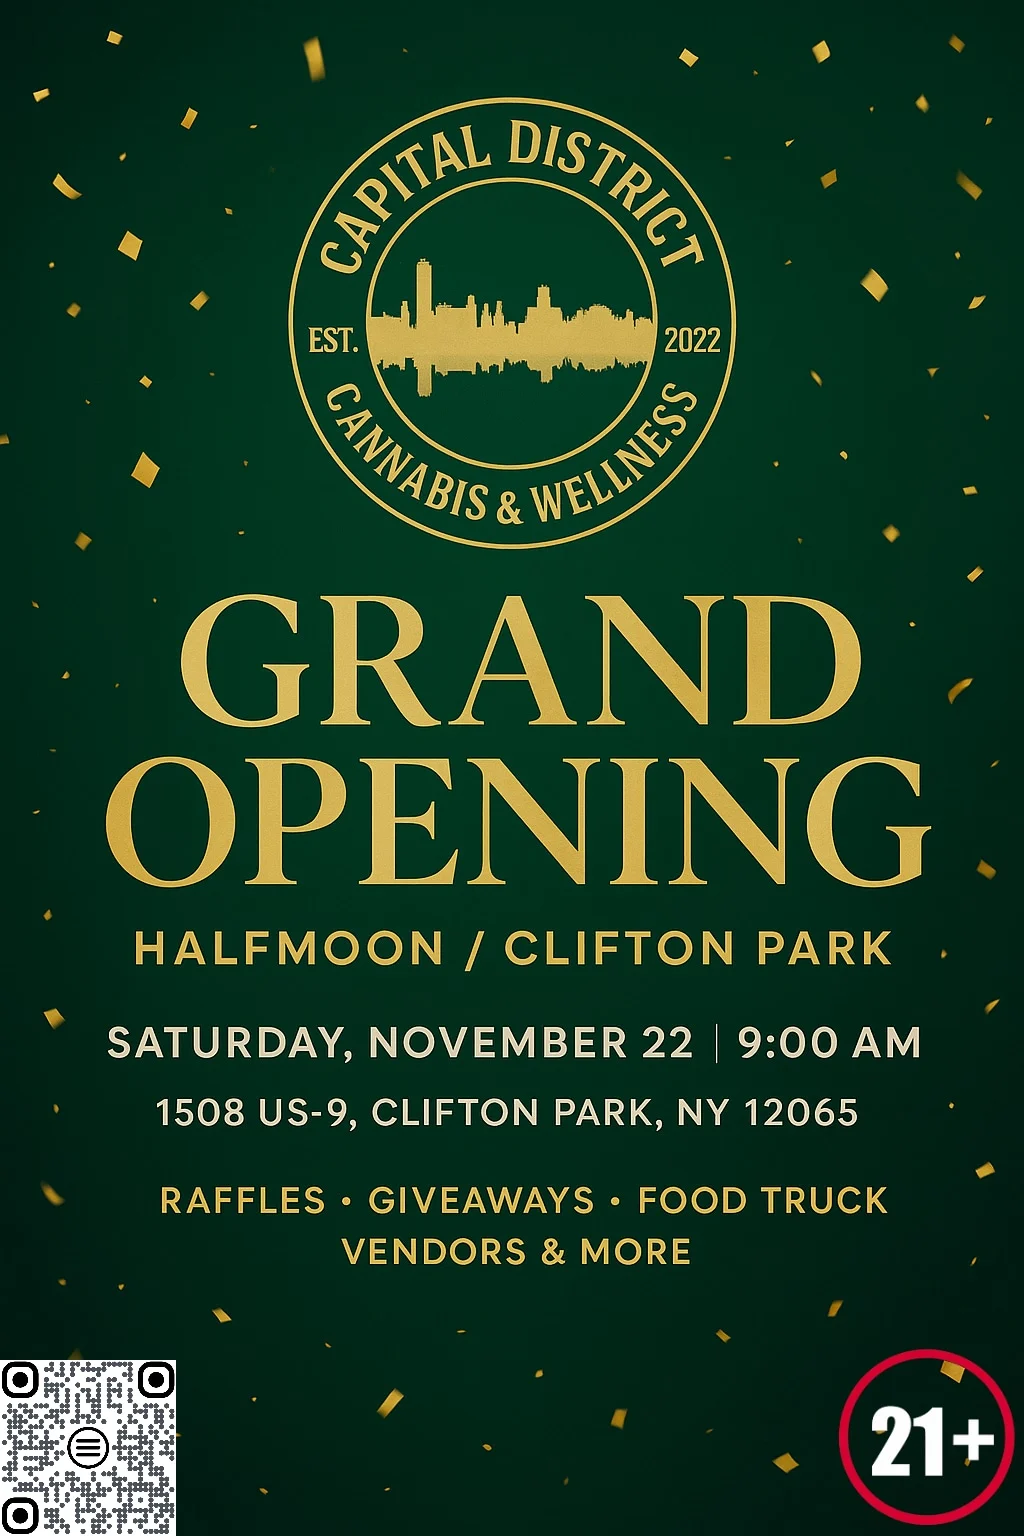 CAPITAL DISTRICT
EST. 2022
CANNABIS & WELLNESS
GRAND
OPENING
HALFMOON / CLIFTON PARK
SATURDAY, NOVEMBER 22 | 9:00 AM
1508 US-9, CLIFTON PARK, NY 12065
RAFFLES • GIVEAWAYS • FOOD TRUCK
VENDORS & MORE
21+